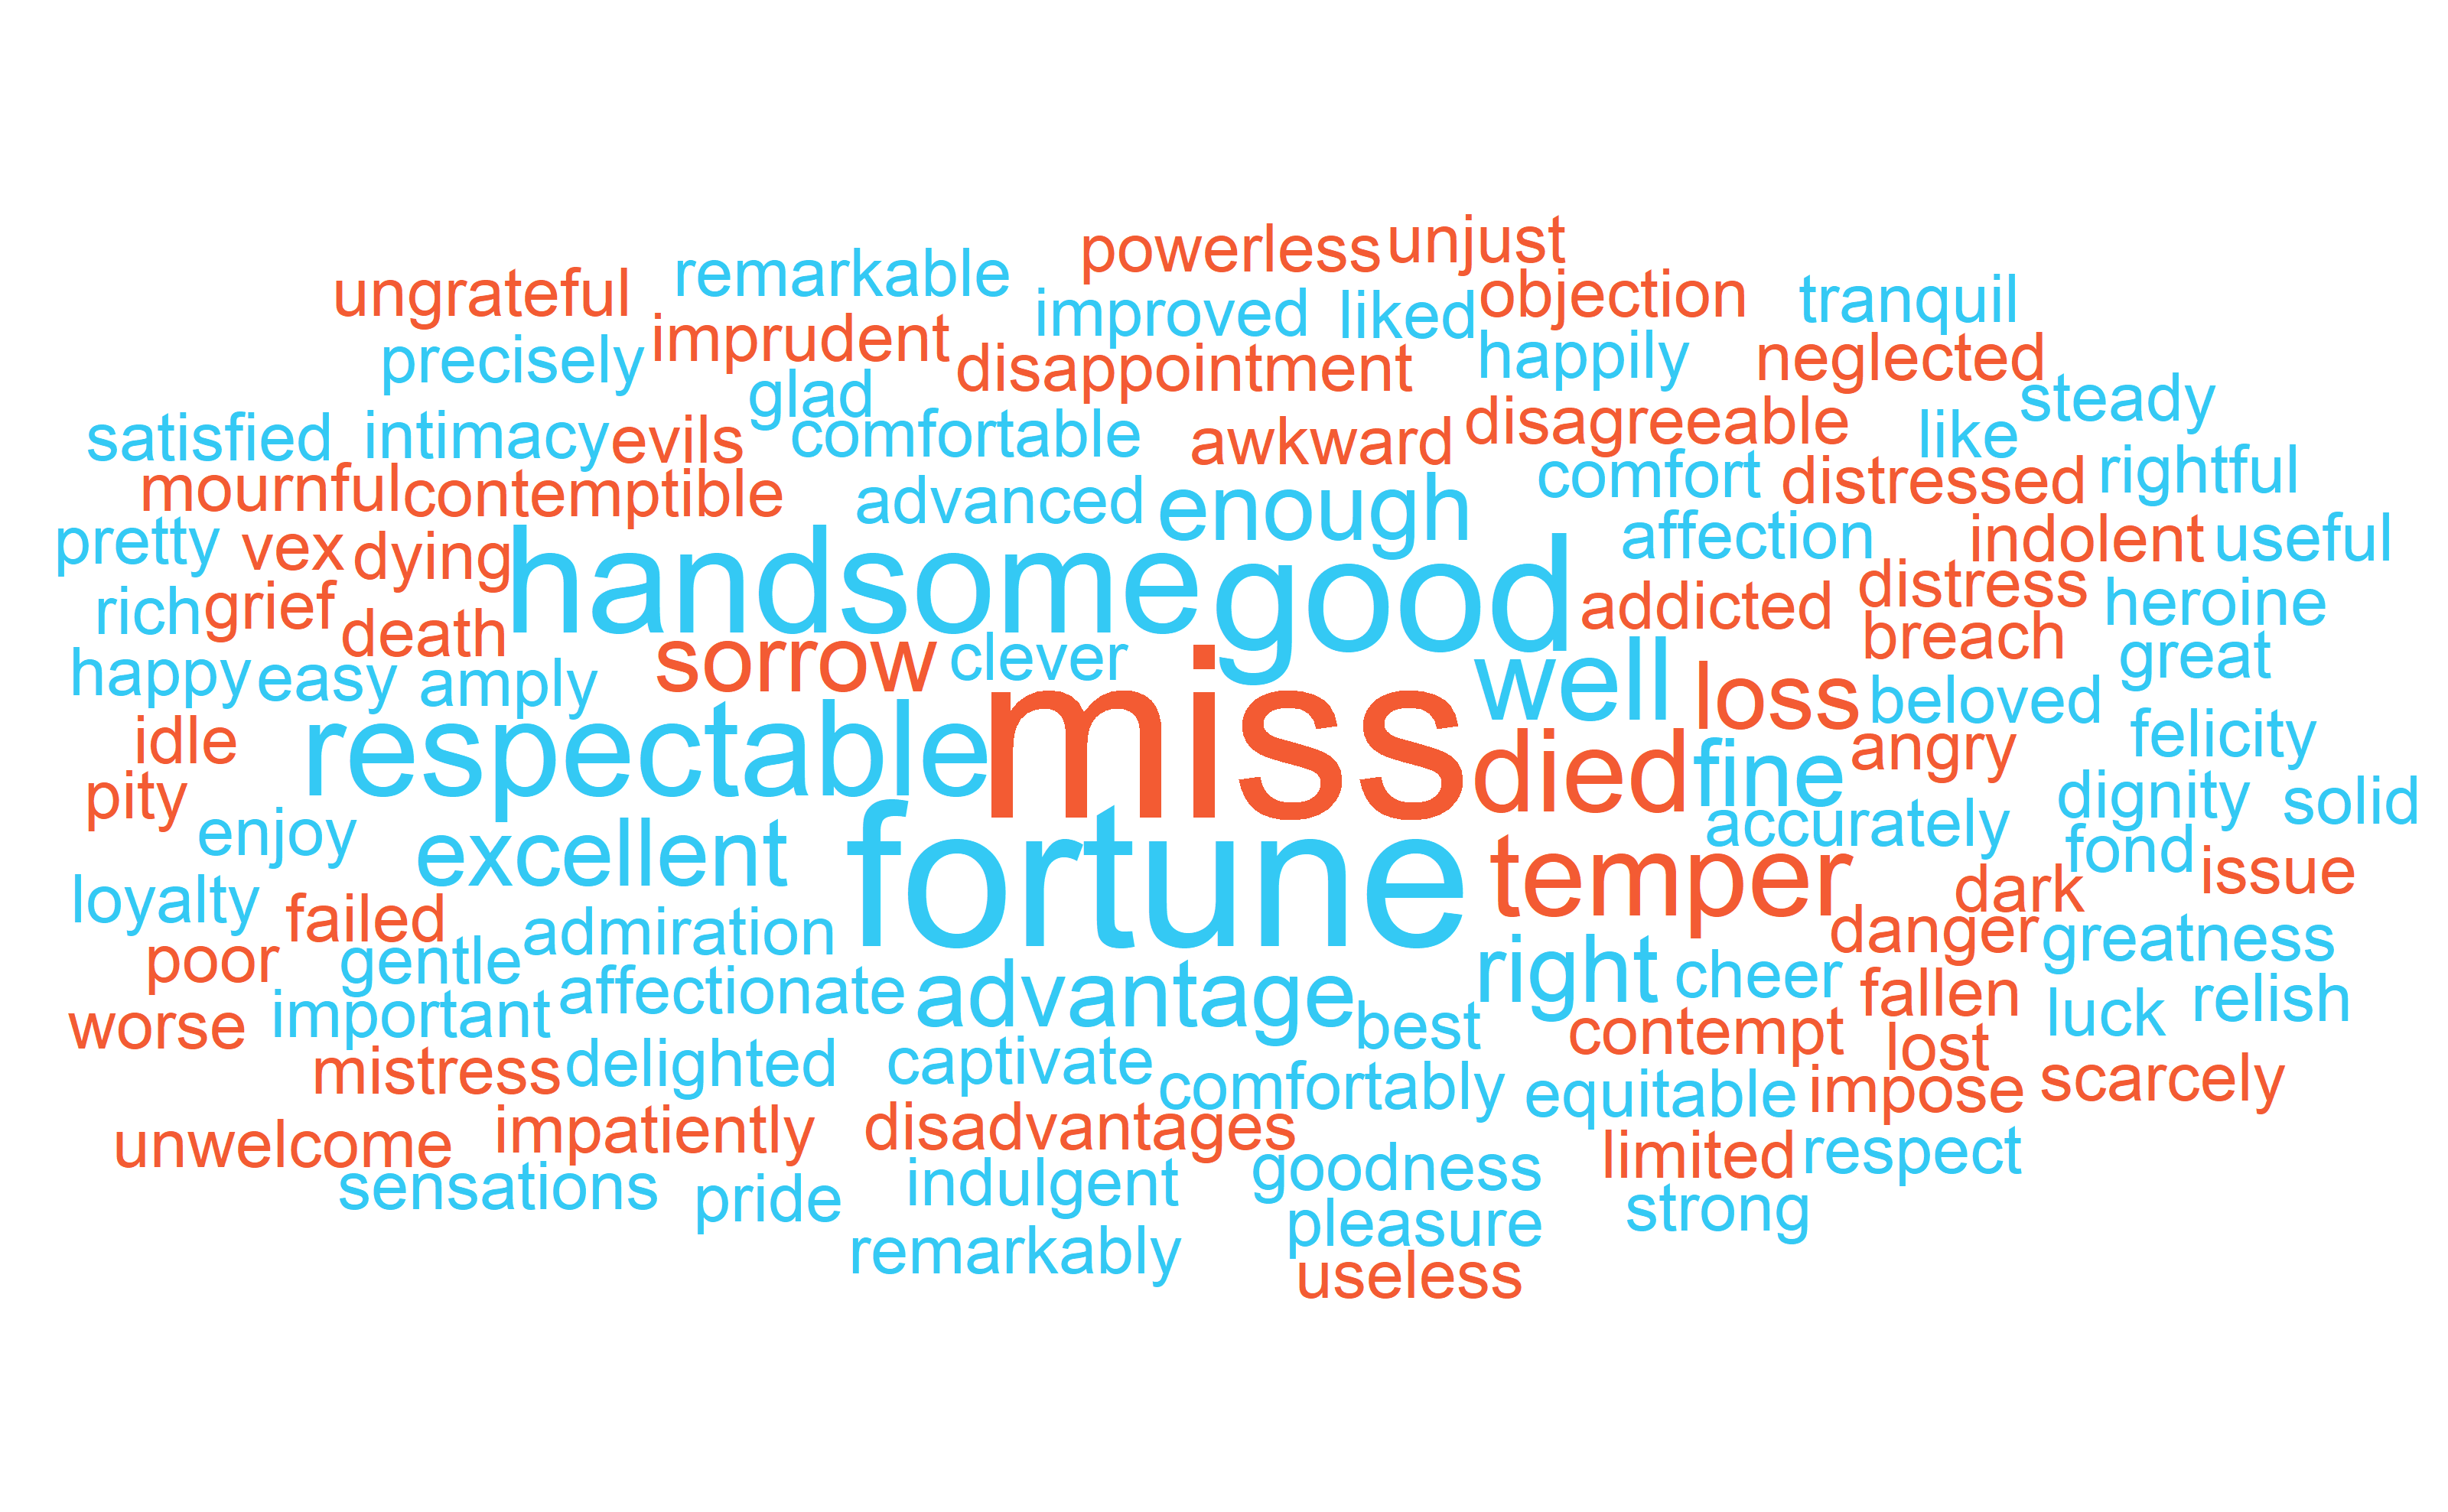 powerless unjust
ungrateful remarkable improved liked objection tranquil
precisely imprudent disappointment happily neglected
glad steady
satisfied intimacy evils comfortable awkward disagreeable like
mournful contemptible advanced enough comfort distressed rightful
pretty vex dying handsome good affection indolent useful
rich grief death addicted distress heroine
breach
happy easy amply sorrow clever well loss beloved great
idle respectable miss died fine angry felicity
pity enjoy excellent fortune temper accurately dignity solid
fond
loyalty failed admiration dark issue
poor gentle danger greatness
important affectionate advantage right cheer fallen luck relish
worse best contempt lost
mistress delighted captivate comfortably equitable impose scarcely
unwelcome impatiently disadvantages limited respect
sensations pride indulgent goodness strong
remarkably pleasure
useless